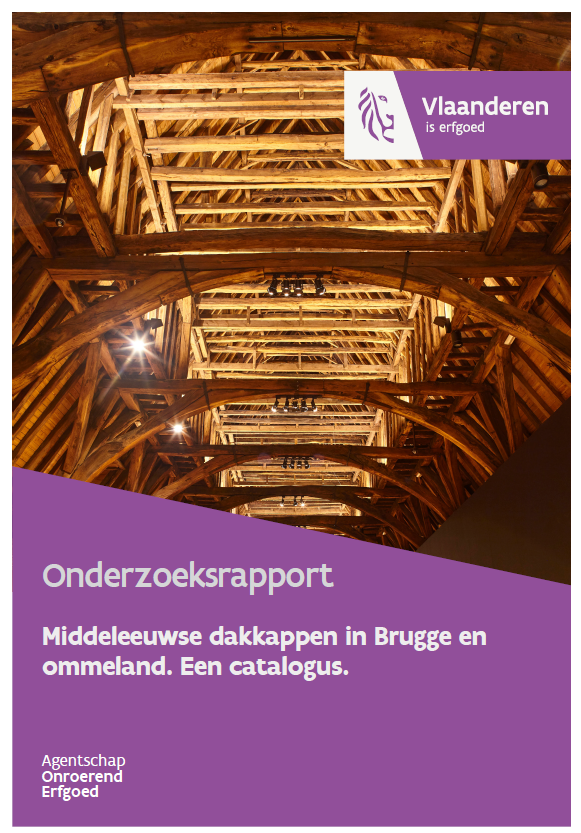 Vlaanderen
is erfgoed
Onderzoeksrapport
Middeleeuwse dakkappen in Brugge en
ommeland. Een catalogus.
Agentschap
Onroerend
Erfgoed